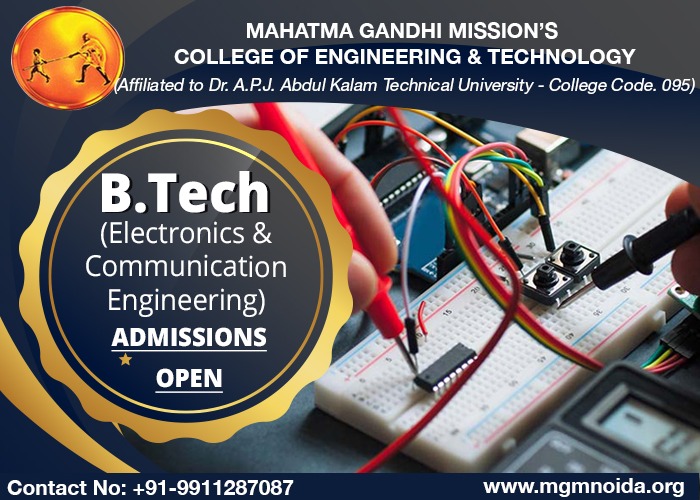 MAHATMA GANDHI MISSION'S
COLLEGE OF ENGINEERING & TECHNOLOGY
(Affiliated to Dr. A.P.J. Abdul Kalam Technical University - College Code. 095)
B.Tech
(Electronics &
Communication
Engineering)
ADMISSIONS
OPEN
Contact No: +91-9911287087
www.mgmnoida.org